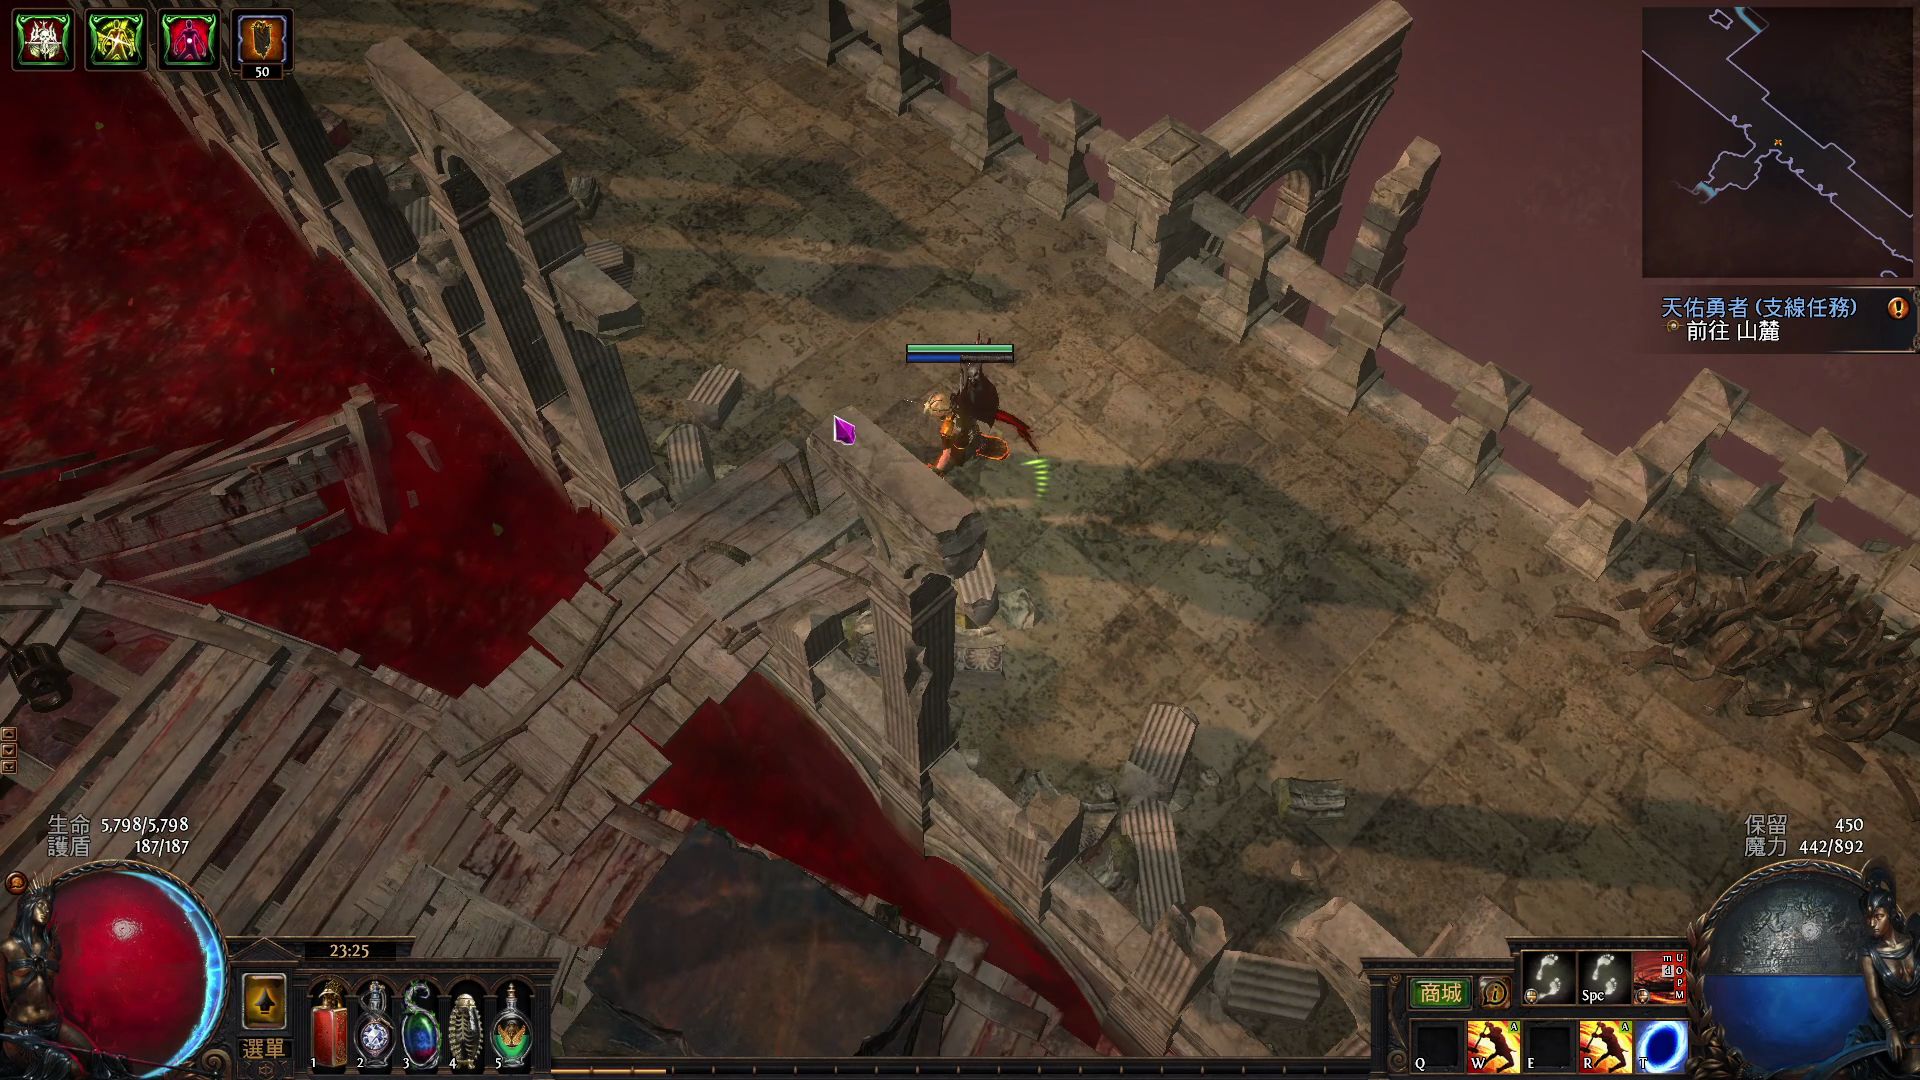 50
天佑勇者 (支線任務)
前往 山麓
生命 5,798/5,798
護盾 187/187
保留 450
魔力 442/892
23:25
選單
1 2 3 4 5
商城
Spc
m U
d O
P
M
Q W A E R A T